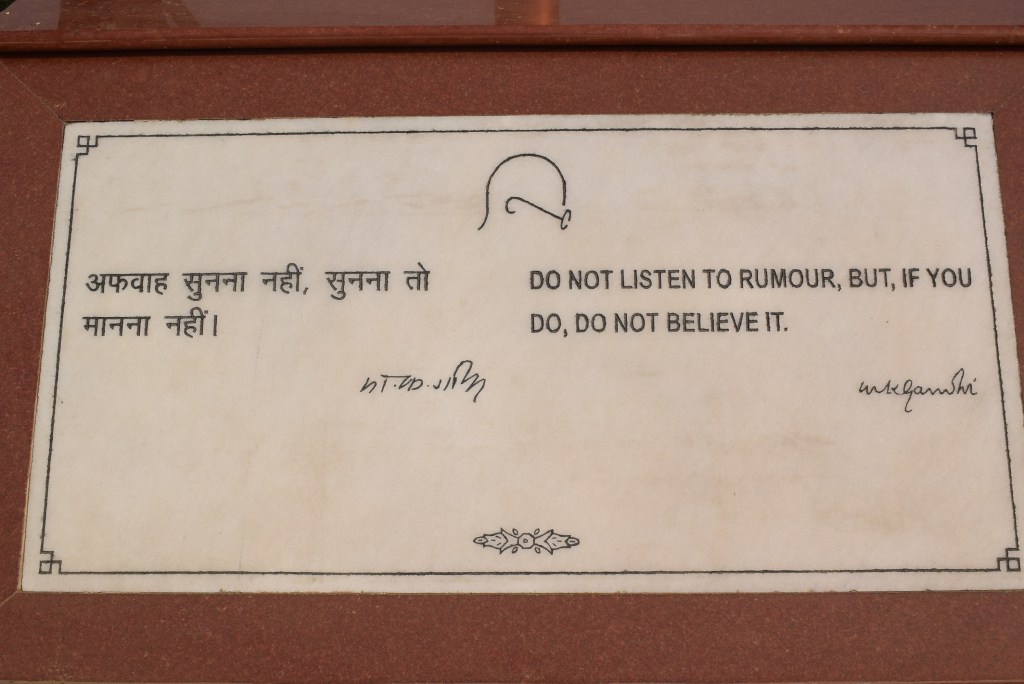 अफवाह सुनना नहीं, सुनना तो
मानना नहीं।
मो.क.गांधी
DO NOT LISTEN TO RUMOUR, BUT, IF YOU
DO, DO NOT BELIEVE IT.
mkgandhi